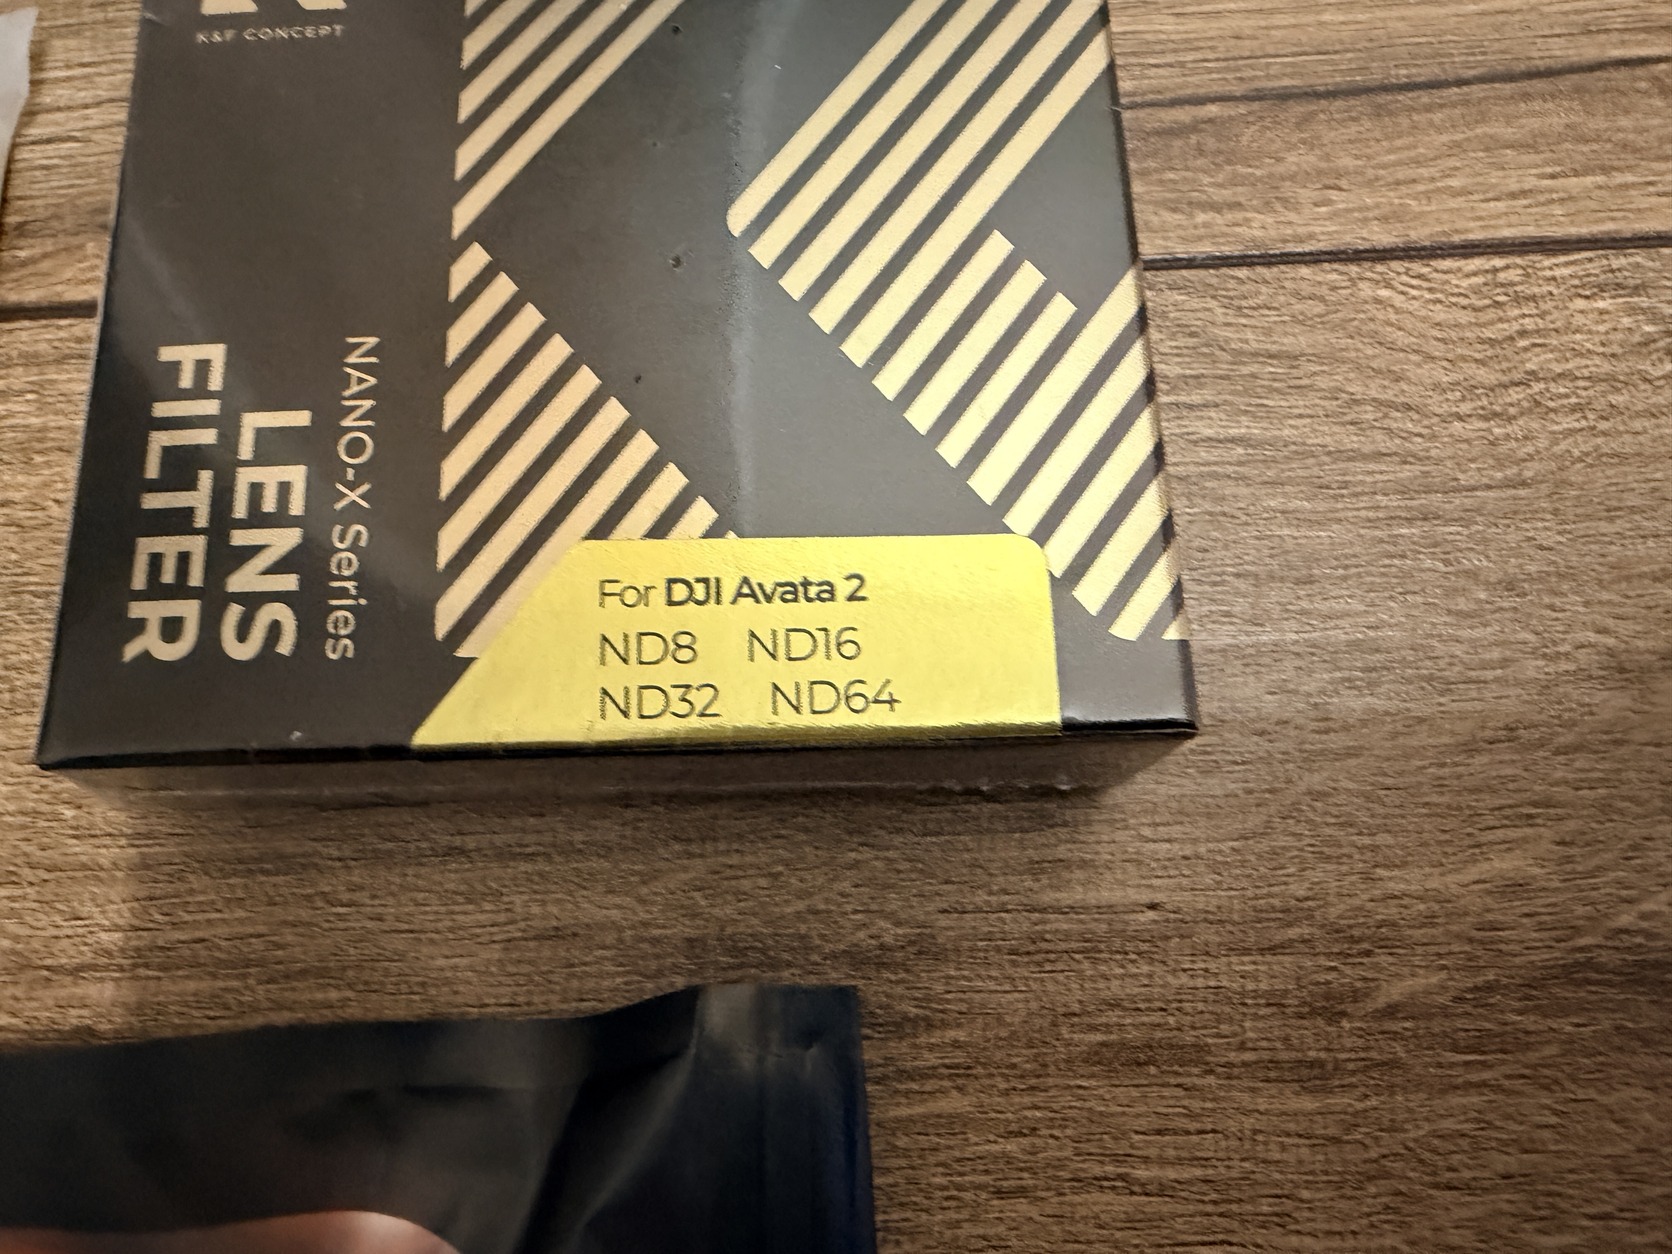 K&F CONCEPT
NANO-X Series
LENS
FILTER
For DJI Avata 2
ND8 ND16
ND32 ND64